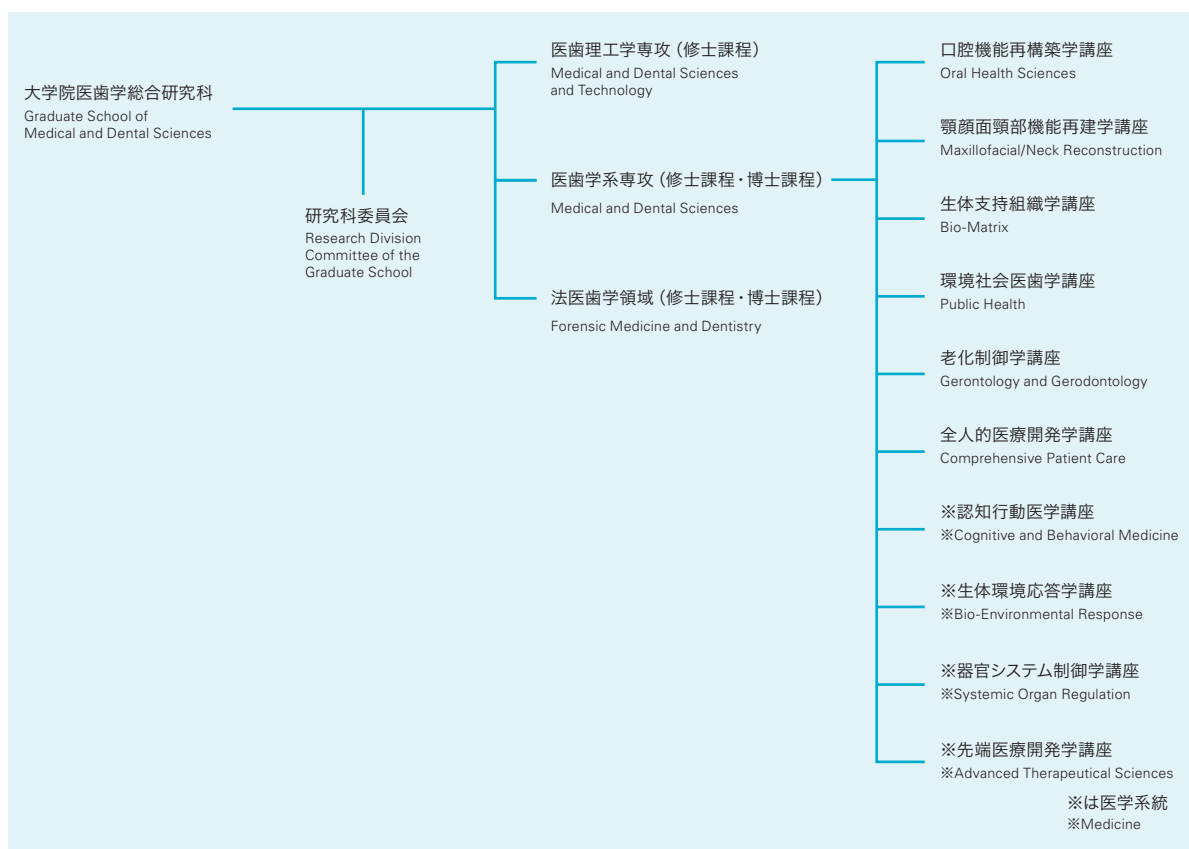 大学院医歯学総合研究科
Graduate School of
Medical and Dental Sciences
研究科委員会
Research Division
Committee of the
Graduate School
医歯理工学専攻（修士課程）
Medical and Dental Sciences
and Technology
医歯学系専攻（修士課程・博士課程）
Medical and Dental Sciences
法医歯学領域（修士課程・博士課程）
Forensic Medicine and Dentistry
口腔機能再構築学講座
Oral Health Sciences
顎顔面頸部機能再建学講座
Maxillofacial/Neck Reconstruction
生体支持組織学講座
Bio-Matrix
環境社会医歯学講座
Public Health
老化制御学講座
Gerontology and Gerodontology
全人的医療開発学講座
Comprehensive Patient Care
※認知行動医学講座
※Cognitive and Behavioral Medicine
※生体環境応答学講座
※Bio-Environmental Response
※器官システム制御学講座
※Systemic Organ Regulation
※先端医療開発学講座
※Advanced Therapeutical Sciences
※は医学系統
※Medicine